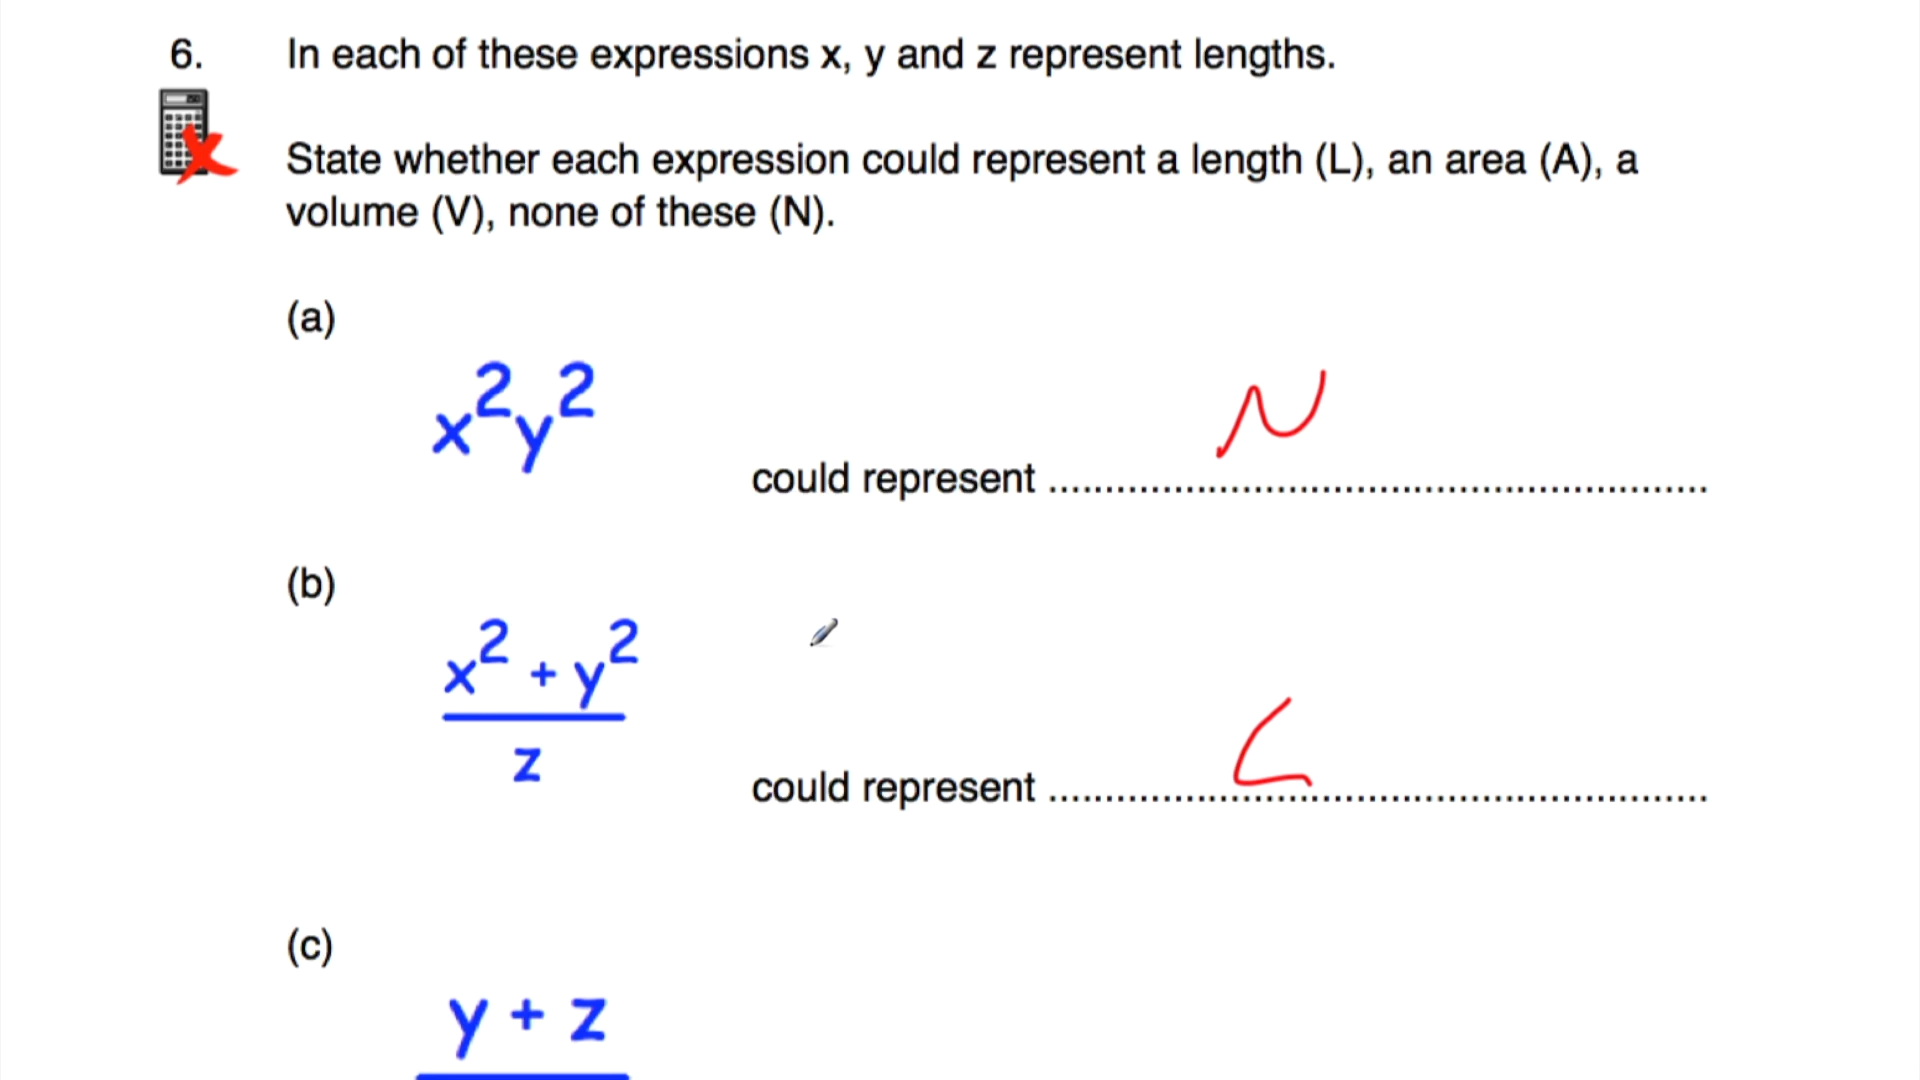 6. In each of these expressions x, y and z represent lengths.
State whether each expression could represent a length (L), an area (A), a
volume (V), none of these (N).
(a)
x²y²
could represent ........................................................... N
(b)
x² + y²
z
could represent ........................................................... L
(c)
y + z